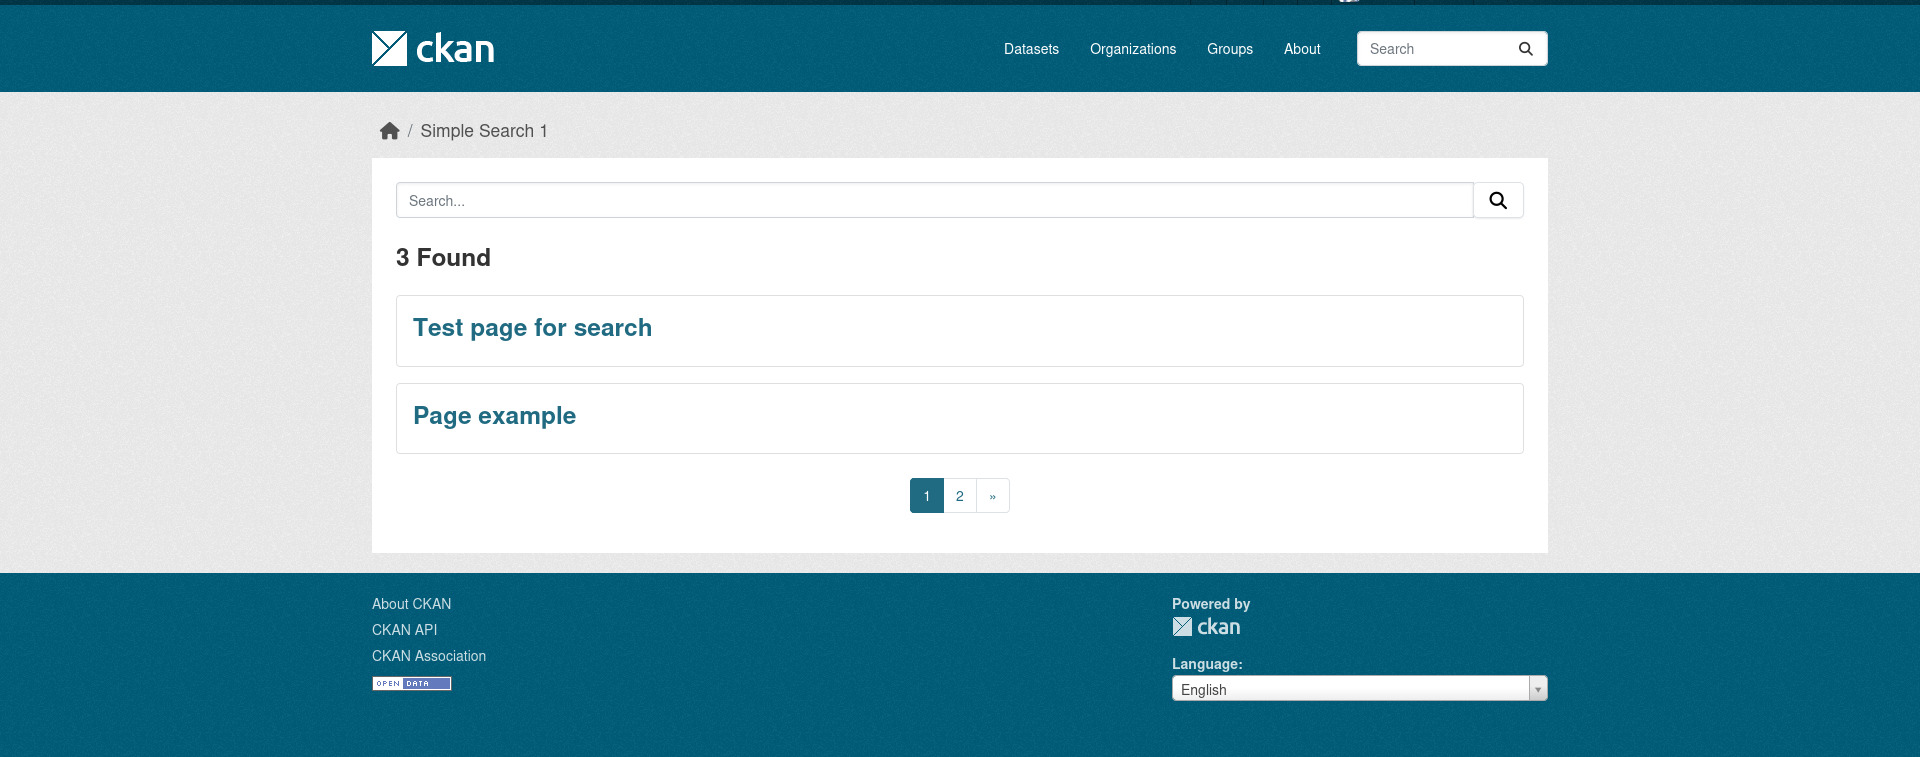 ckan
Datasets Organizations Groups About Search
/ Simple Search 1
Search...
3 Found
Test page for search
Page example
1 2 »
About CKAN
CKAN API
CKAN Association
OPEN DATA
Powered by
ckan
Language:
English